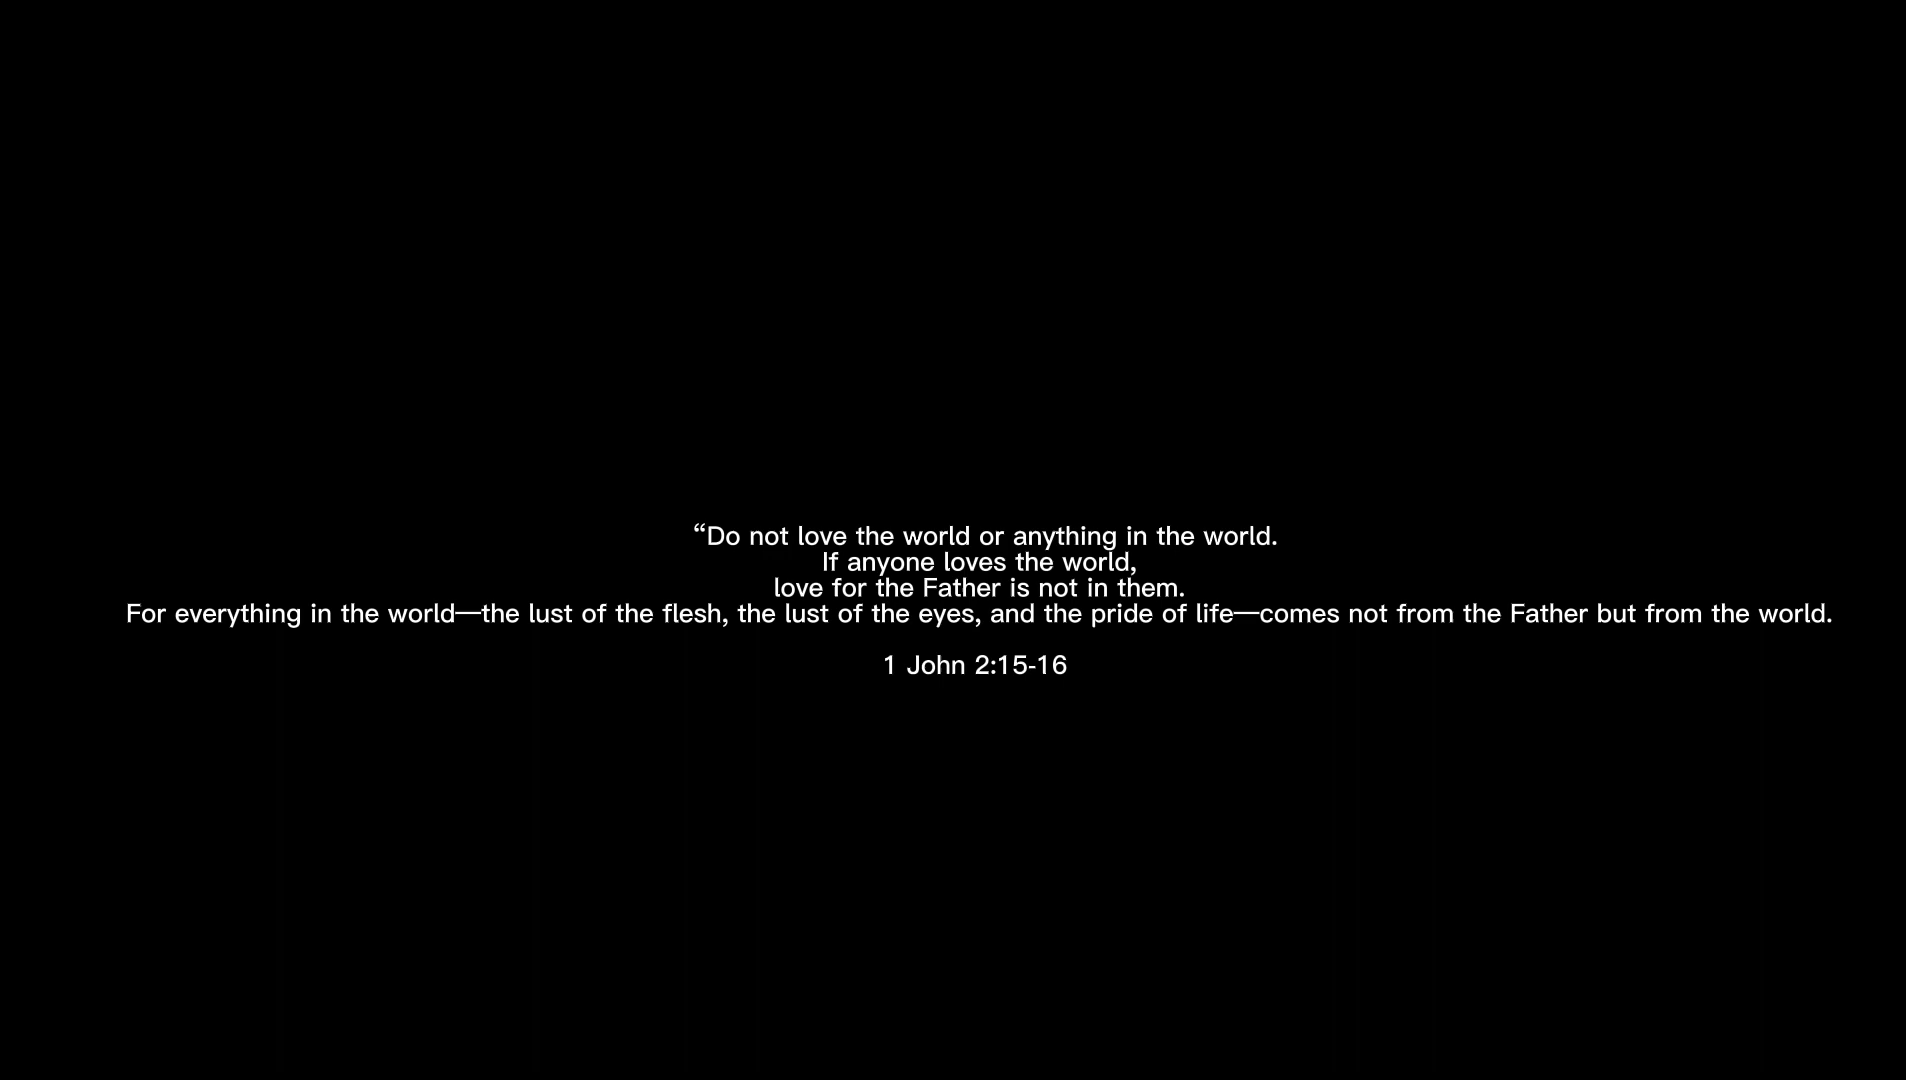 “Do not love the world or anything in the world.
If anyone loves the world,
love for the Father is not in them.
For everything in the world—the lust of the flesh, the lust of the eyes, and the pride of life—comes not from the Father but from the world.
1 John 2:15-16